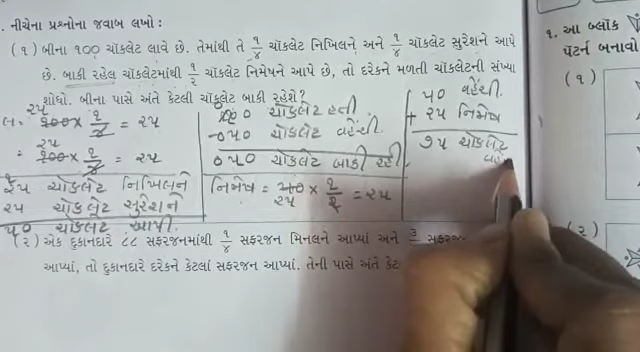 . નીચેના પ્રશ્નોના જવાબ લખો :
(૧) બીના ૧૦૦ ચૉકલેટ લાવે છે. તેમાંથી તે ૧/૪ ચૉકલેટ નિખિલને અને ૧/૪ ચૉકલેટ સુરેશને આપે
છે. બાકી રહેલ ચૉકલેટમાંથી ૧/૨ ચૉકલેટ નિમેષને આપે છે, તો દરેકને મળતી ચૉકલેટની સંખ્યા
શોધો. બીના પાસે અંતે કેટલી ચૉકલેટ બાકી રહેશે?
૨૫
૧૦૦ × ૧/૪ = ૨૫
૨૫
: ૧૦૦ × ૧/૪ = ૨૫
૨૫ ચોકલેટ નિખિલને
૨૫ ચોકલેટ સુરેશને
૫૦ ચોકલેટ આપી.
૧૦૦ ચોકલેટ હતી
- ૦૫૦ ચોકલેટ વહેંચી
૦૫૦ ચોકલેટ બાકી રહી.
નિમેષ = ૫૦ × ૧/૨ = ૨૫
૨૫
૫૦ વહેંચી.
+ ૨૫ નિમેષ
૭૫ ચોકલેટ
વહે
(૨) એક દુકાનદારે ૮૮ સફરજનમાંથી ૧/૪ સફરજન મિનલને આપ્યાં અને
આપ્યાં, તો દુકાનદારે દરેકને કેટલાં સફરજન આપ્યાં. તેની પાસે અંતે કેટ
૧. આ બ્લૉક
પૅટર્ન બનાવો
(૧)
(૨)